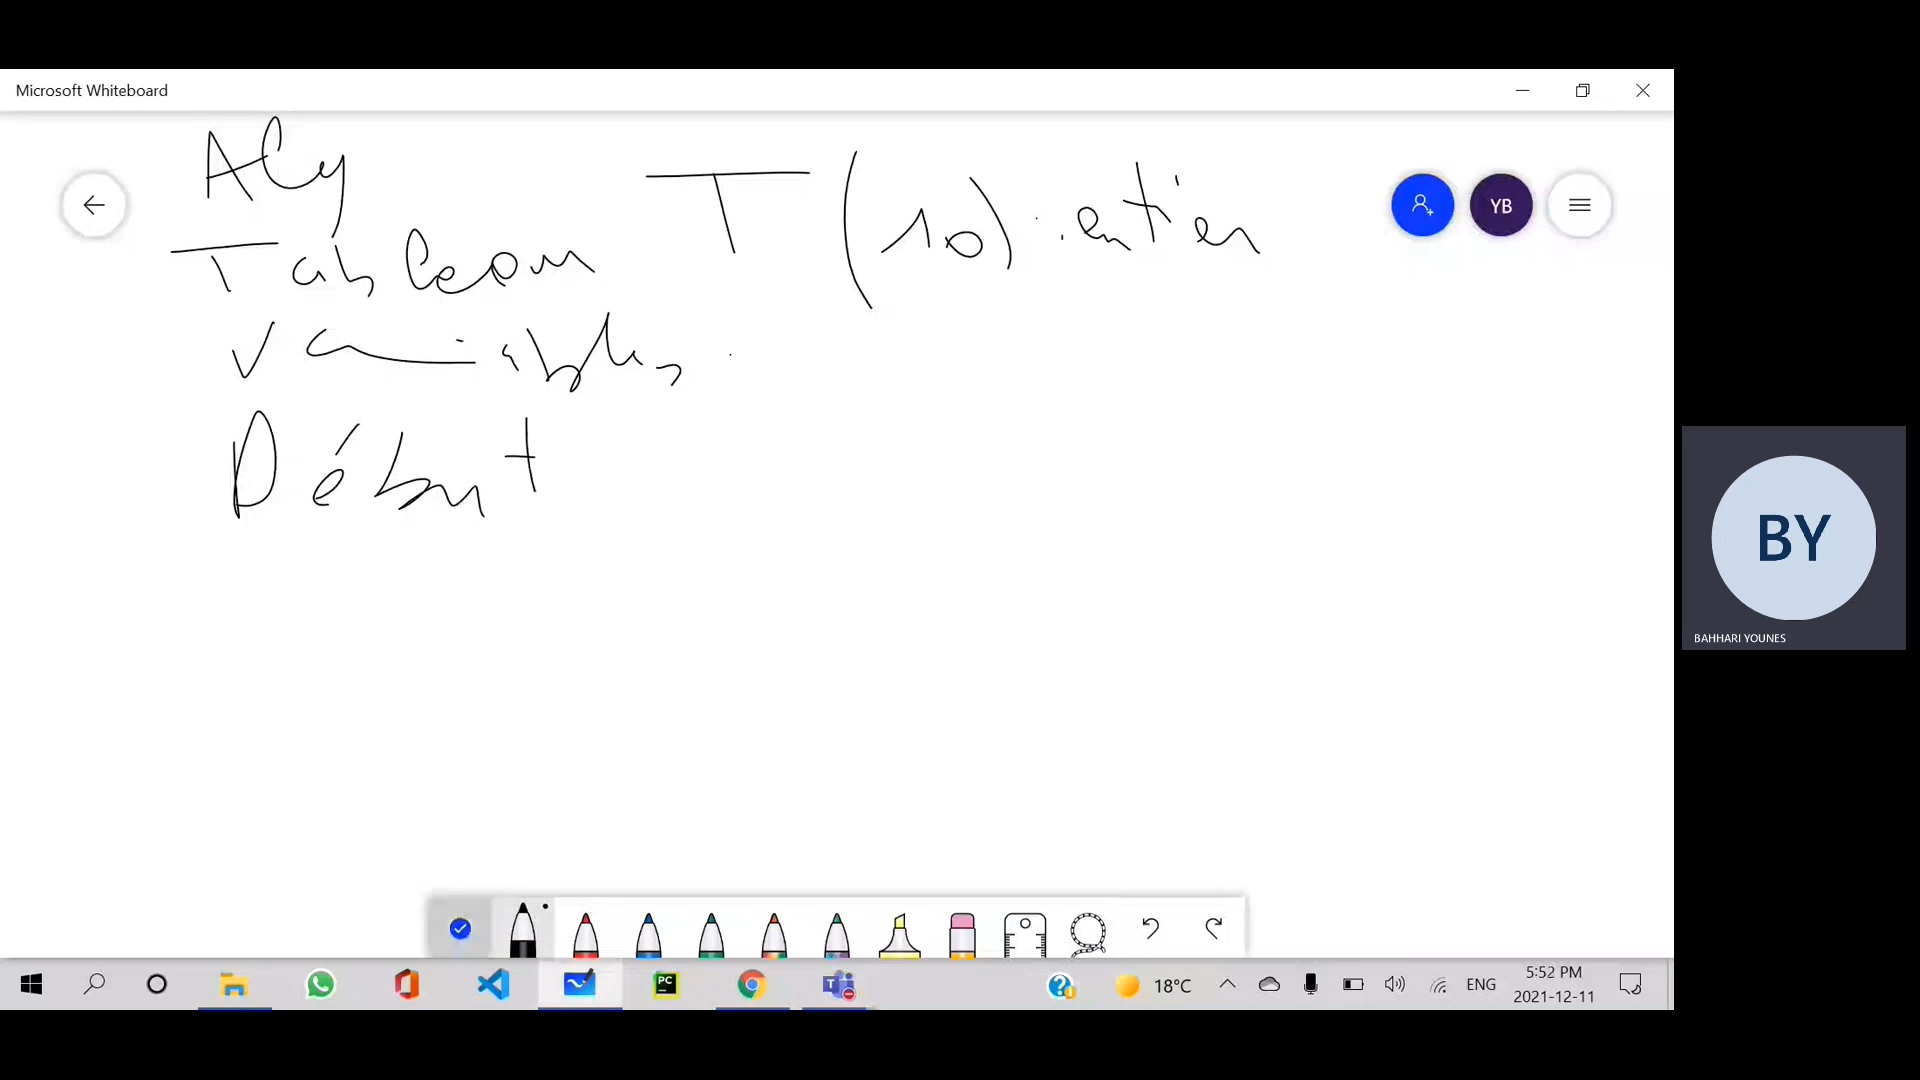 Microsoft Whiteboard
Alg
Tableau T (10) : entier
Variables
Début
YB
BY
BAHHARI YOUNES
PC
18°C
ENG
5:52 PM
2021-12-11